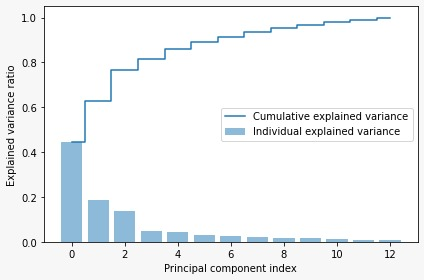 1.0
0.8
0.6
0.4
0.2
0.0
Explained variance ratio
Cumulative explained variance
Individual explained variance
0 2 4 6 8 10 12
Principal component index